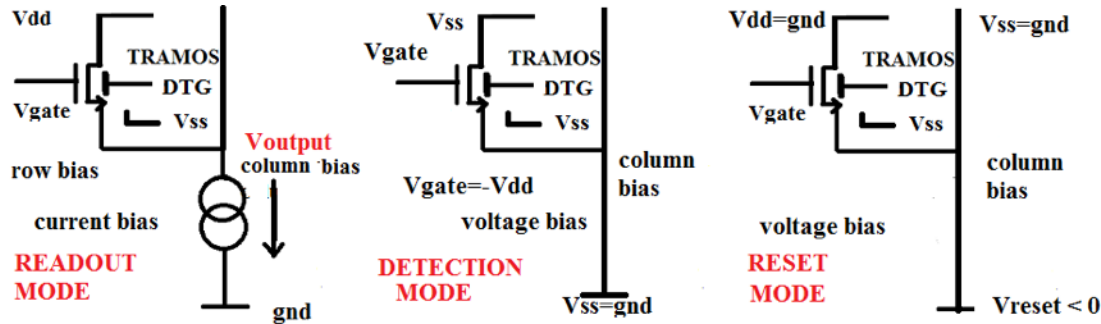 Vdd
TRAMOS
DTG
Vgate
Vss
Voutput
row bias
column bias
current bias
READOUT
MODE
gnd
Vss
Vgate
TRAMOS
DTG
Vss
column
bias
Vgate=-Vdd
voltage bias
DETECTION
MODE
Vss=gnd
Vdd=gnd
Vss=gnd
TRAMOS
DTG
Vgate
Vss
column
bias
voltage bias
RESET
MODE
Vreset < 0